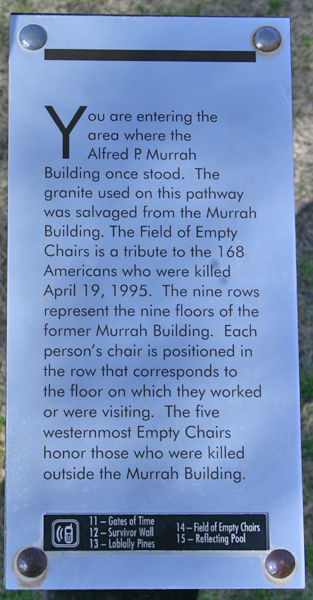 You are entering the
area where the
Alfred P. Murrah
Building once stood. The
granite used on this pathway
was salvaged from the Murrah
Building. The Field of Empty
Chairs is a tribute to the 168
Americans who were killed
April 19, 1995. The nine rows
represent the nine floors of the
former Murrah Building. Each
person's chair is positioned in
the row that corresponds to
the floor on which they worked
or were visiting. The five
westernmost Empty Chairs
honor those who were killed
outside the Murrah Building.
11 – Gates of Time
12 – Survivor Wall
13 – Loblolly Pines
14 – Field of Empty Chairs
15 – Reflecting Pool